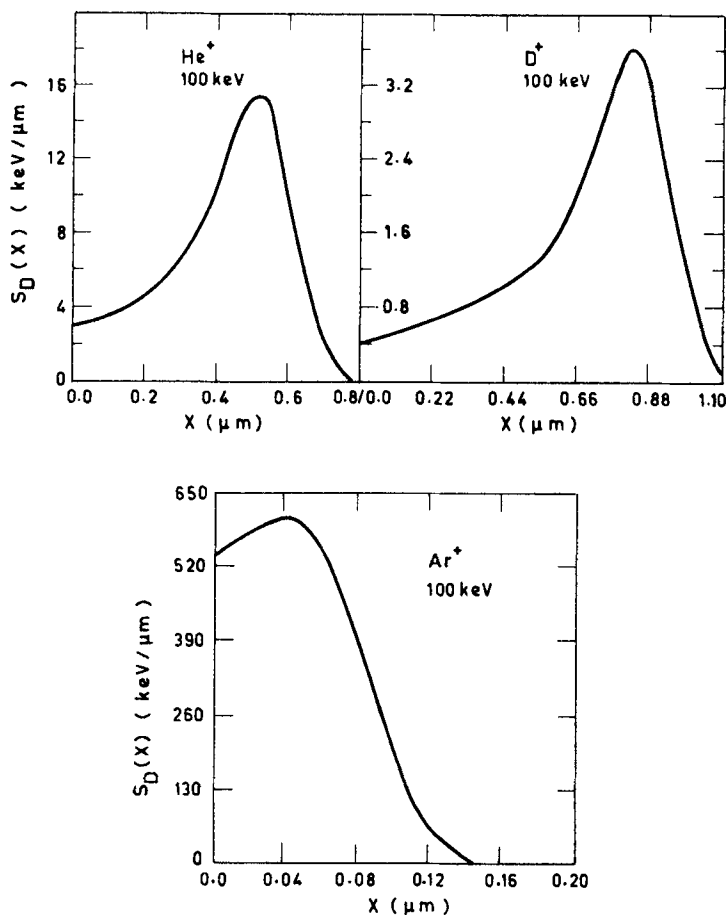 He⁺
100 keV
D⁺
100 keV
S_D(X) ( keV/μm)
16
12
8
4
0
3.2
2.4
1.6
0.8
0.0 0.2 0.4 0.6 0.8/0.0 0.22 0.44 0.66 0.88 1.10
X (μm) X (μm)
650
520
390
260
130
0
Ar⁺
100 keV
S_D(X) ( keV/μm)
0.0 0.04 0.08 0.12 0.16 0.20
X (μm)